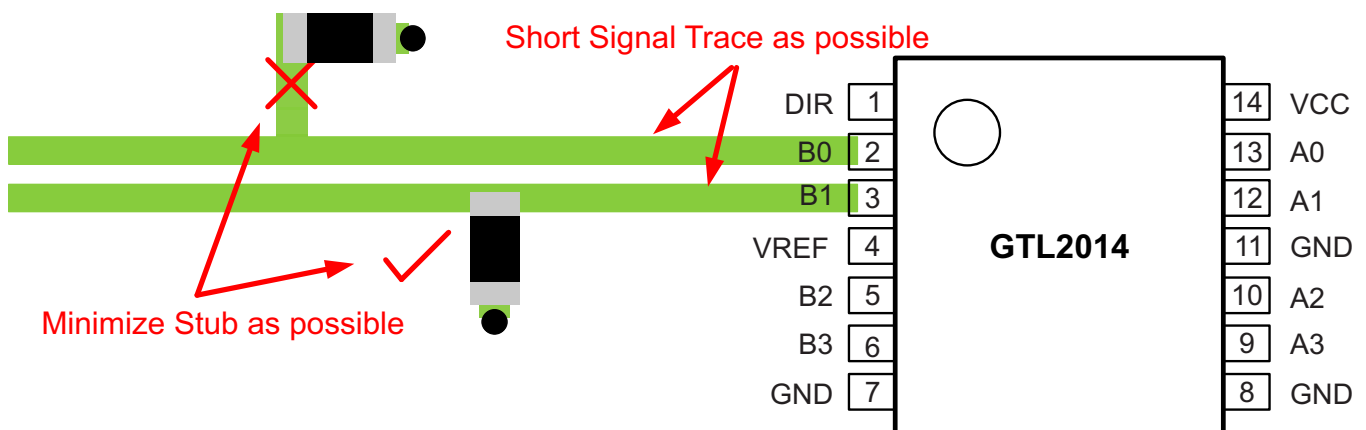 Short Signal Trace as possible
DIR 1
B0 2
B1 3
VREF 4
B2 5
B3 6
GND 7
GTL2014
14 VCC
13 A0
12 A1
11 GND
10 A2
9 A3
8 GND
Minimize Stub as possible